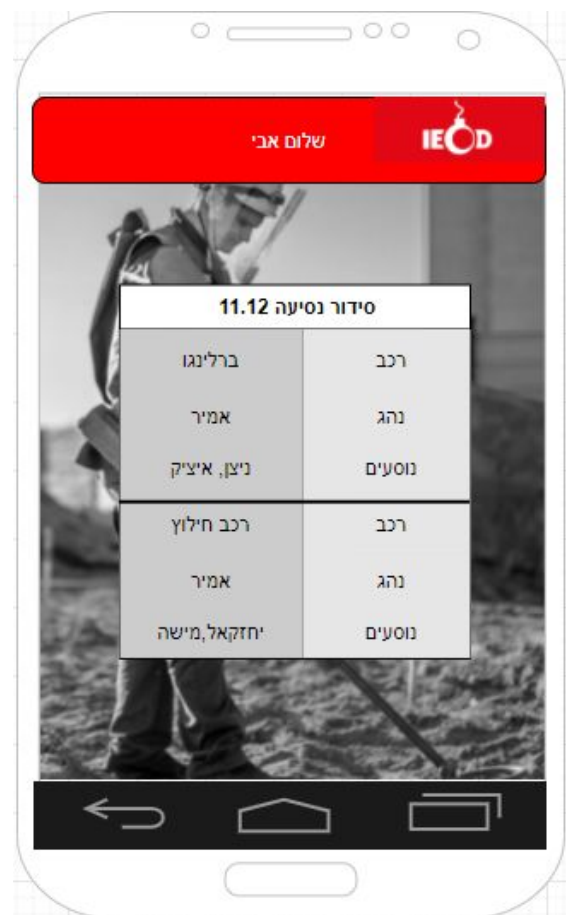 שלום אבי
IEOD
סידור נסיעה 11.12
רכב ברלינגו
נהג אמיר
נוסעים ניצן, איציק
רכב רכב חילוץ
נהג אמיר
נוסעים יחזקאל,מישה